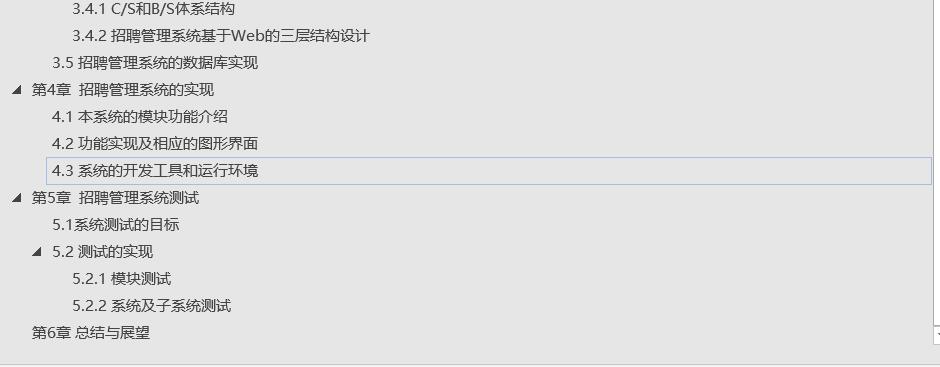 3.4.1 C/S和B/S体系结构
3.4.2 招聘管理系统基于Web的三层结构设计
3.5 招聘管理系统的数据库实现
第4章 招聘管理系统的实现
4.1 本系统的模块功能介绍
4.2 功能实现及相应的图形界面
4.3 系统的开发工具和运行环境
第5章 招聘管理系统测试
5.1系统测试的目标
5.2 测试的实现
5.2.1 模块测试
5.2.2 系统及子系统测试
第6章 总结与展望